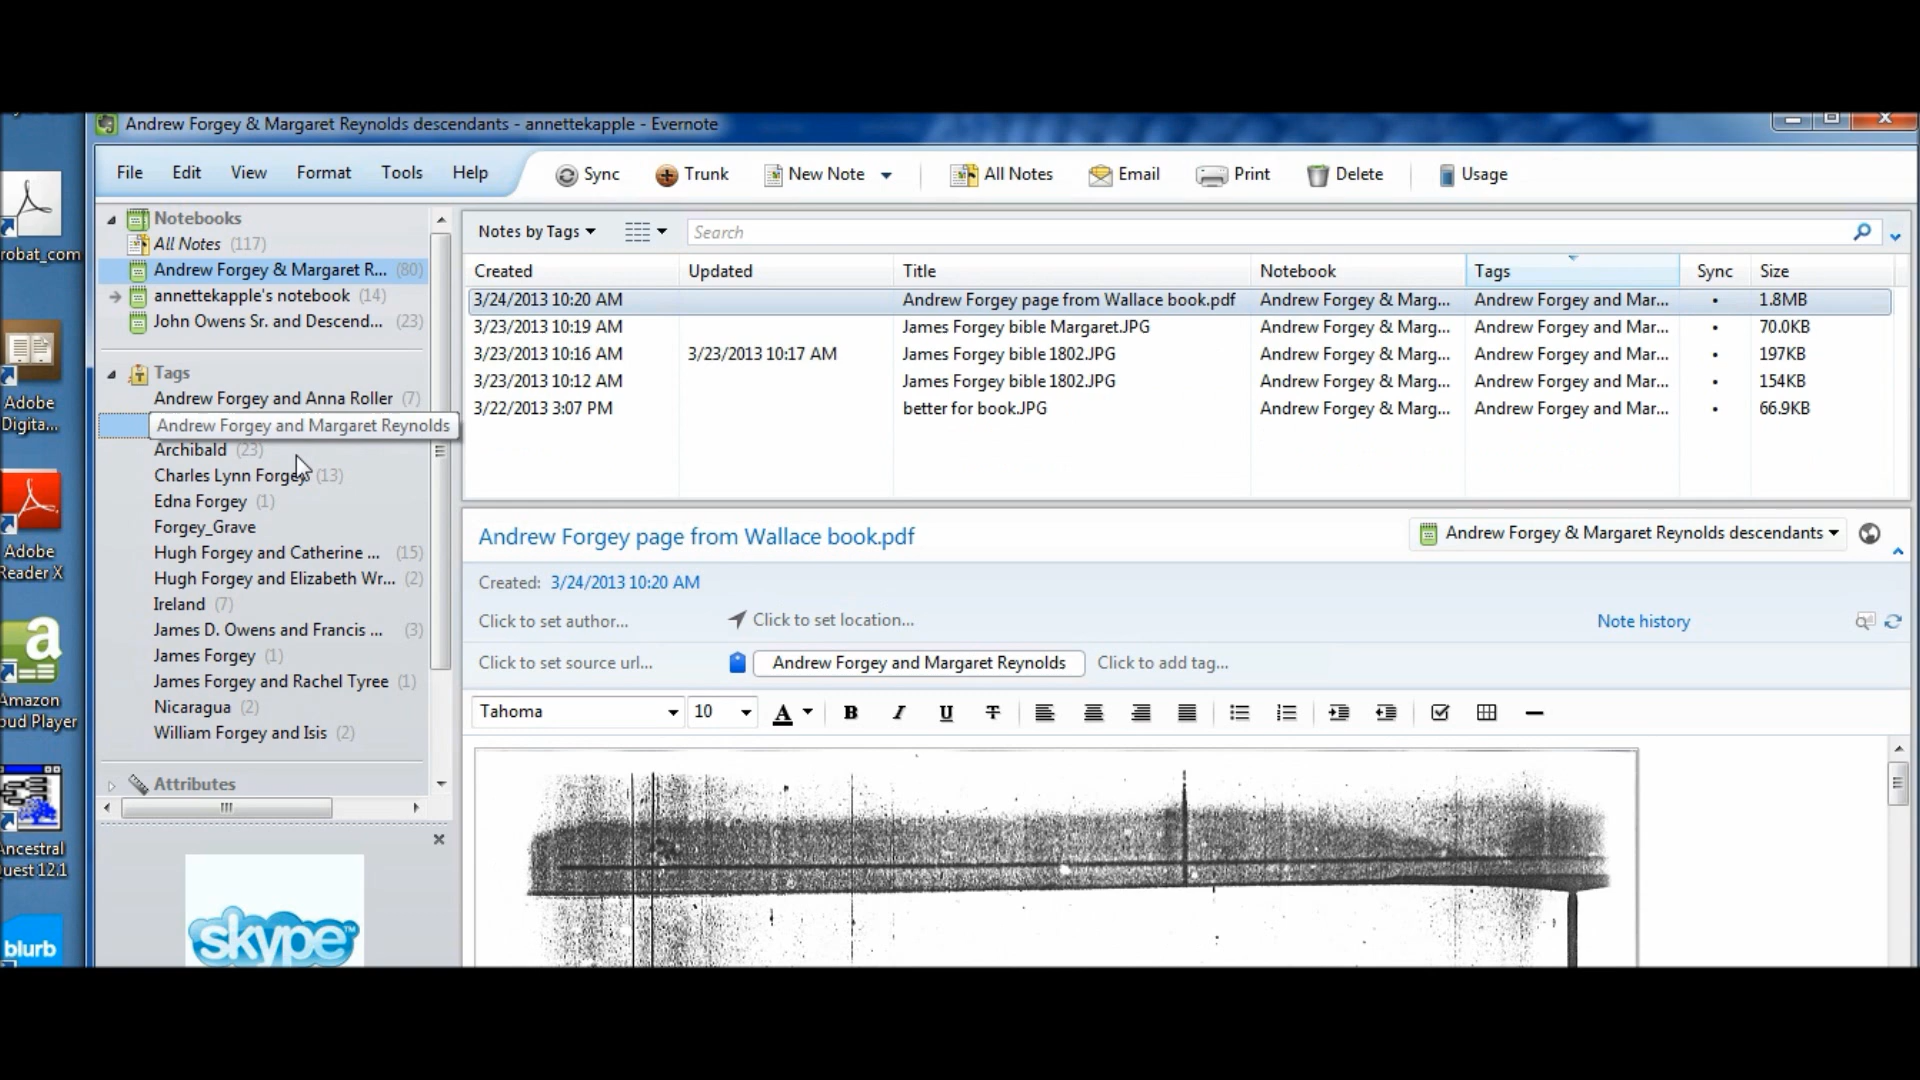 Andrew Forgey & Margaret Reynolds descendants - annettekapple - Evernote
File Edit View Format Tools Help Sync Trunk New Note All Notes Email Print Delete Usage
Notebooks
All Notes (117)
Andrew Forgey & Margaret R... (80)
annettekapple's notebook (14)
John Owens Sr. and Descend... (23)
Tags
Andrew Forgey and Anna Roller (7)
Andrew Forgey and Margaret Reynolds
Archibald (23)
Charles Lynn Forgey (13)
Edna Forgey (1)
Forgey_Grave
Hugh Forgey and Catherine ... (15)
Hugh Forgey and Elizabeth Wr... (2)
Ireland (7)
James D. Owens and Francis ... (3)
James Forgey (1)
James Forgey and Rachel Tyree (1)
Nicaragua (2)
William Forgey and Isis (2)
Attributes
skype
Notes by Tags Search
Created Updated Title Notebook Tags Sync Size
3/24/2013 10:20 AM Andrew Forgey page from Wallace book.pdf Andrew Forgey & Marg... Andrew Forgey and Mar... • 1.8MB
3/23/2013 10:19 AM James Forgey bible Margaret.JPG Andrew Forgey & Marg... Andrew Forgey and Mar... • 70.0KB
3/23/2013 10:16 AM 3/23/2013 10:17 AM James Forgey bible 1802.JPG Andrew Forgey & Marg... Andrew Forgey and Mar... • 197KB
3/23/2013 10:12 AM James Forgey bible 1802.JPG Andrew Forgey & Marg... Andrew Forgey and Mar... • 154KB
3/22/2013 3:07 PM better for book.JPG Andrew Forgey & Marg... Andrew Forgey and Mar... • 66.9KB
Andrew Forgey page from Wallace book.pdf Andrew Forgey & Margaret Reynolds descendants
Created: 3/24/2013 10:20 AM
Click to set author... Click to set location... Note history
Click to set source url... Andrew Forgey and Margaret Reynolds Click to add tag...
Tahoma 10 A B I U T
robat_com
Adobe
Digita...
Adobe
Reader X
a
Amazon
oud Player
Ancestral
uest 12.1
blurb